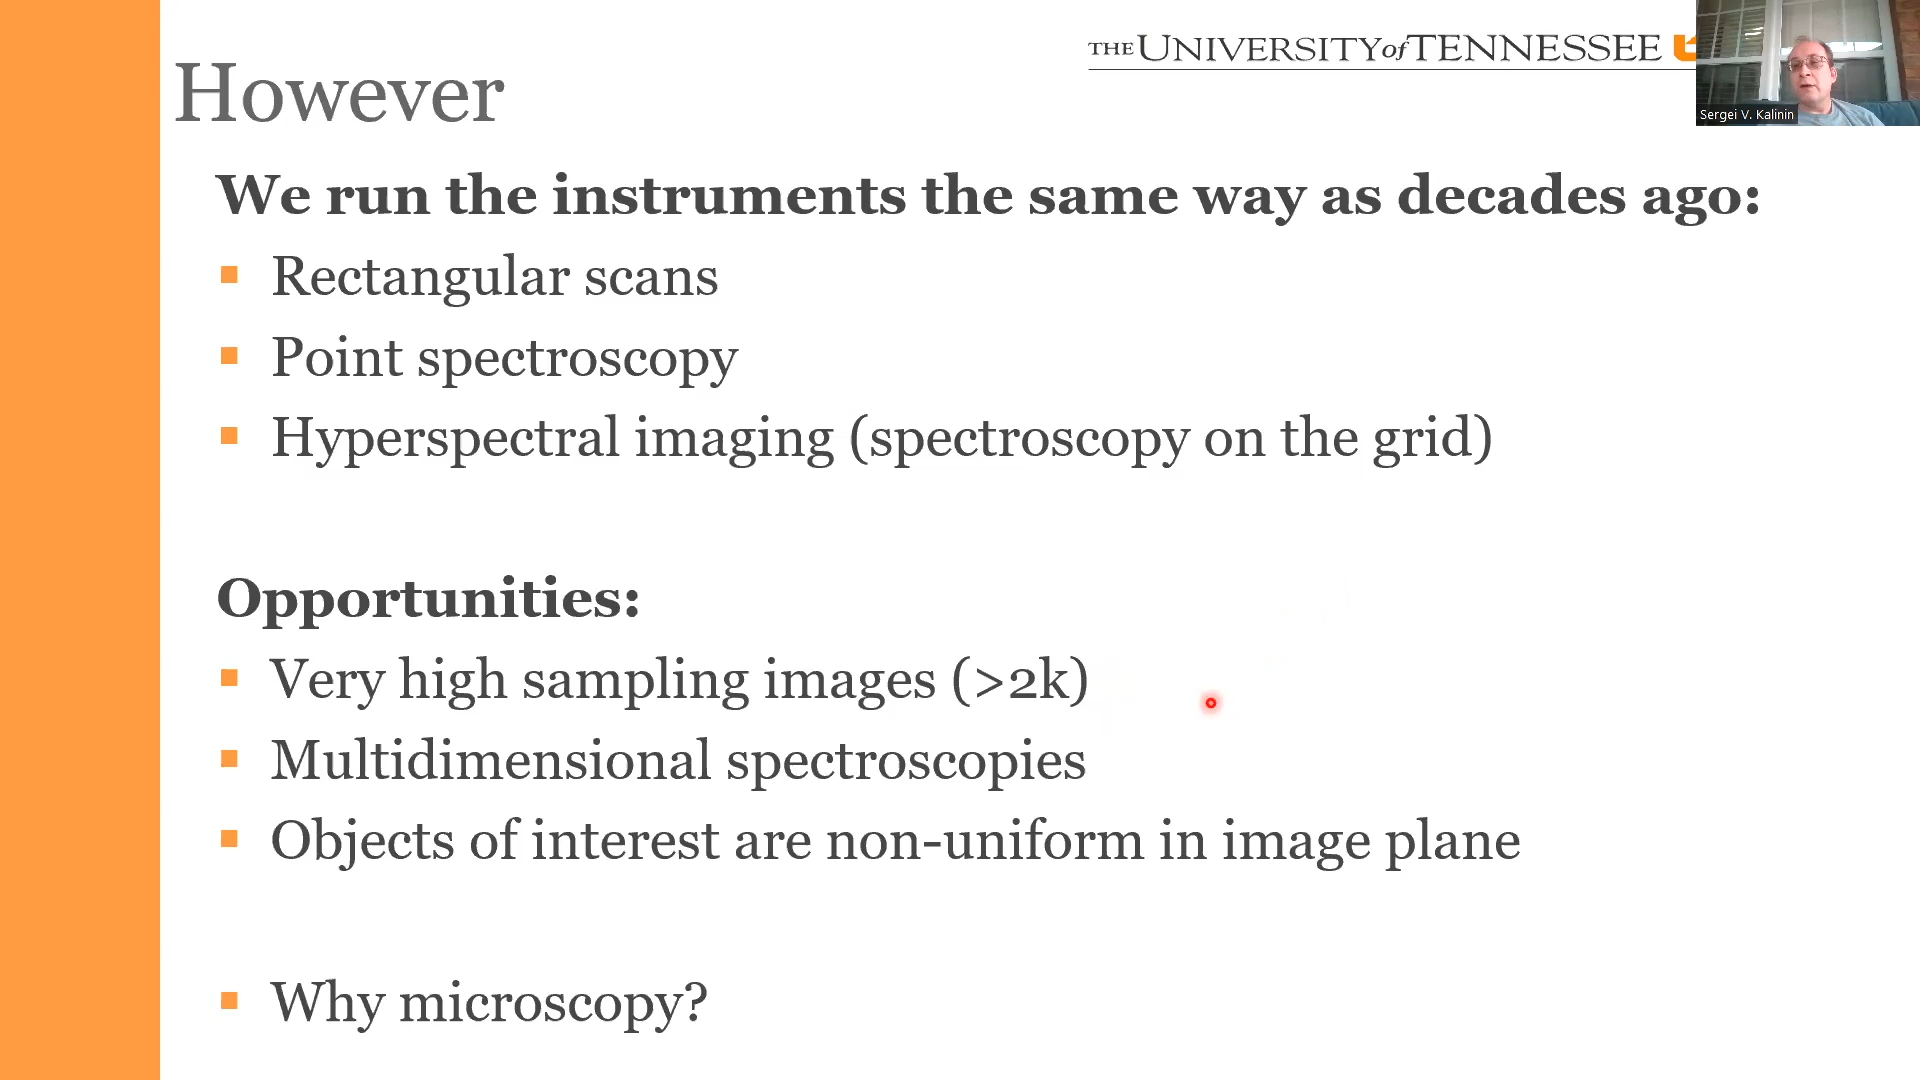 THE UNIVERSITY of TENNESSEE
Sergei V. Kalinin
However
We run the instruments the same way as decades ago:
Rectangular scans
Point spectroscopy
Hyperspectral imaging (spectroscopy on the grid)
Opportunities:
Very high sampling images (>2k)
Multidimensional spectroscopies
Objects of interest are non-uniform in image plane
Why microscopy?